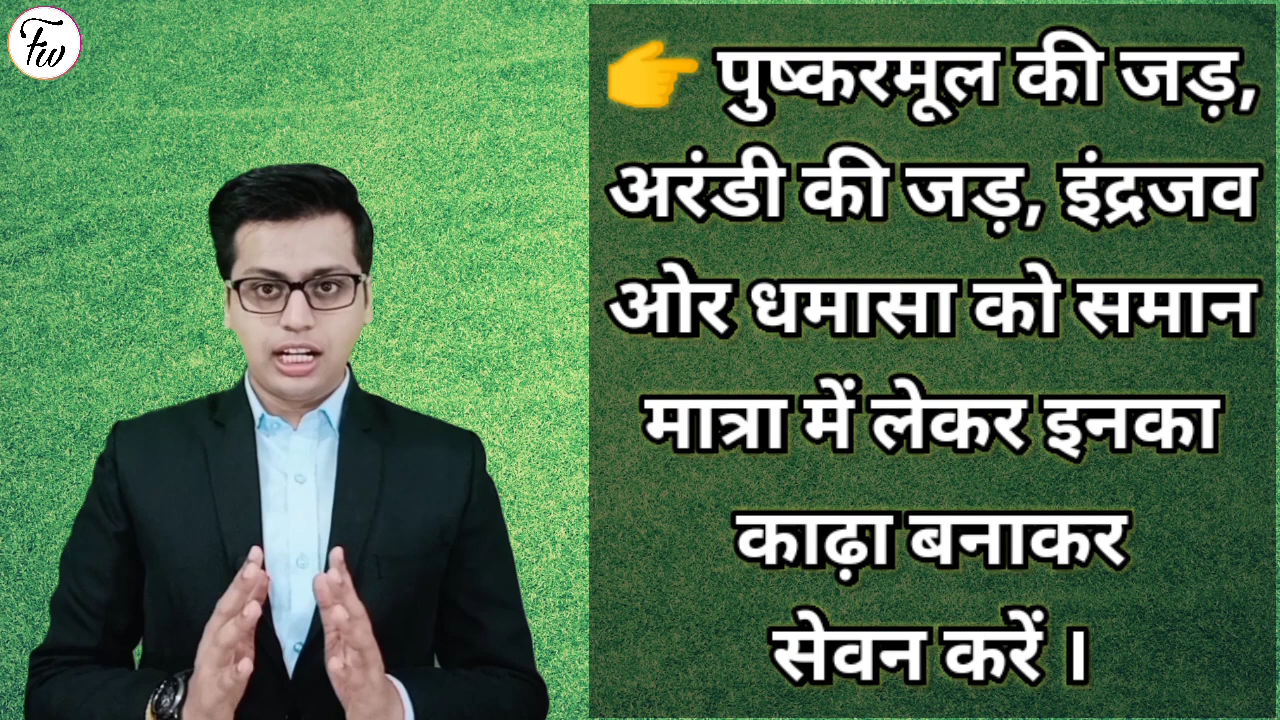 Fw
👉 पुष्करमूल की जड़,
अरंडी की जड़, इंद्रजव
ओर धमासा को समान
मात्रा में लेकर इनका
काढ़ा बनाकर
सेवन करें ।